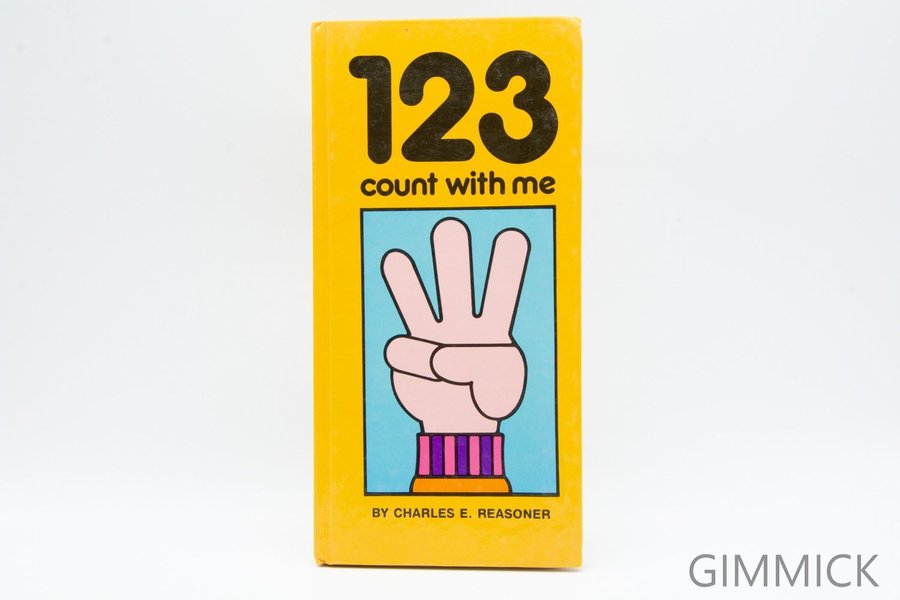 123
count with me
BY CHARLES E. REASONER
GIMMICK